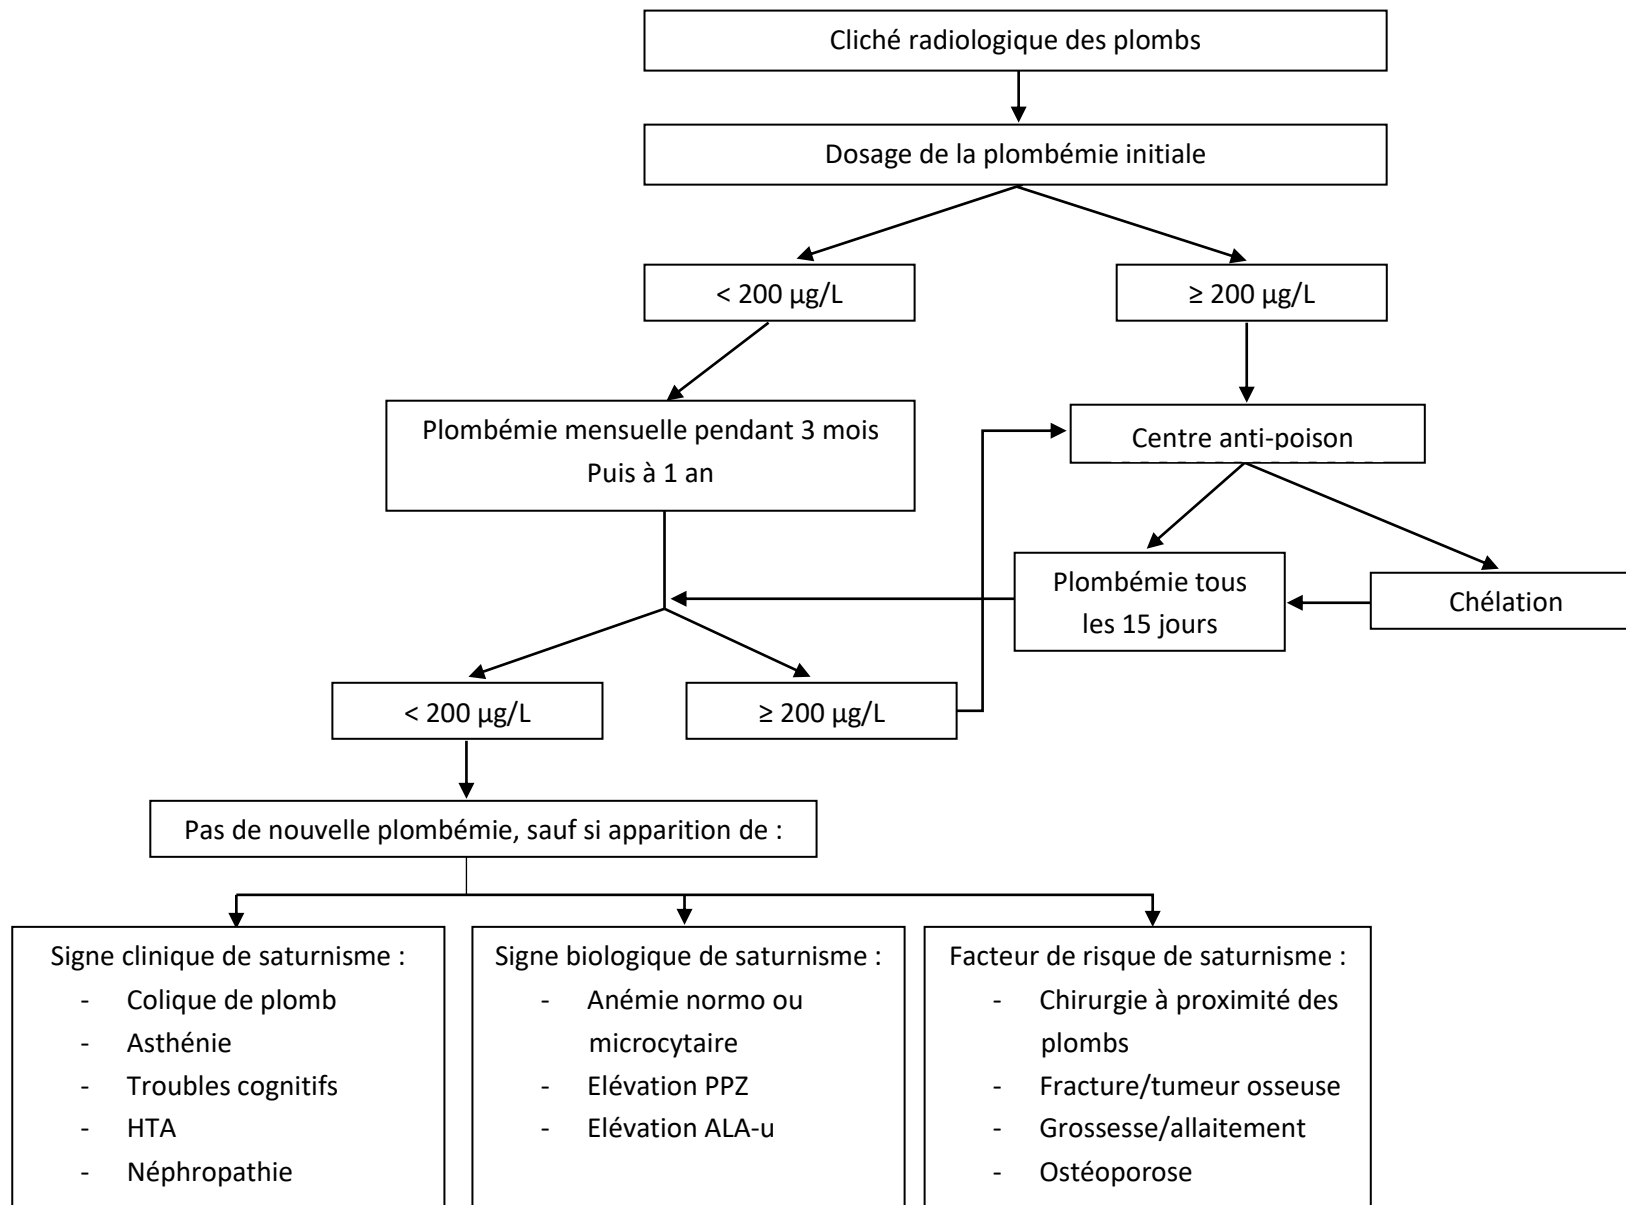 Cliché radiologique des plombs
Dosage de la plombémie initiale
< 200 µg/L
≥ 200 µg/L
Plombémie mensuelle pendant 3 mois
Puis à 1 an
Centre anti-poison
Plombémie tous
les 15 jours
Chélation
< 200 µg/L
≥ 200 µg/L
Pas de nouvelle plombémie, sauf si apparition de :
Signe clinique de saturnisme :
- Colique de plomb
- Asthénie
- Troubles cognitifs
- HTA
- Néphropathie
Signe biologique de saturnisme :
- Anémie normo ou
microcytaire
- Elévation PPZ
- Elévation ALA-u
Facteur de risque de saturnisme :
- Chirurgie à proximité des
plombs
- Fracture/tumeur osseuse
- Grossesse/allaitement
- Ostéoporose